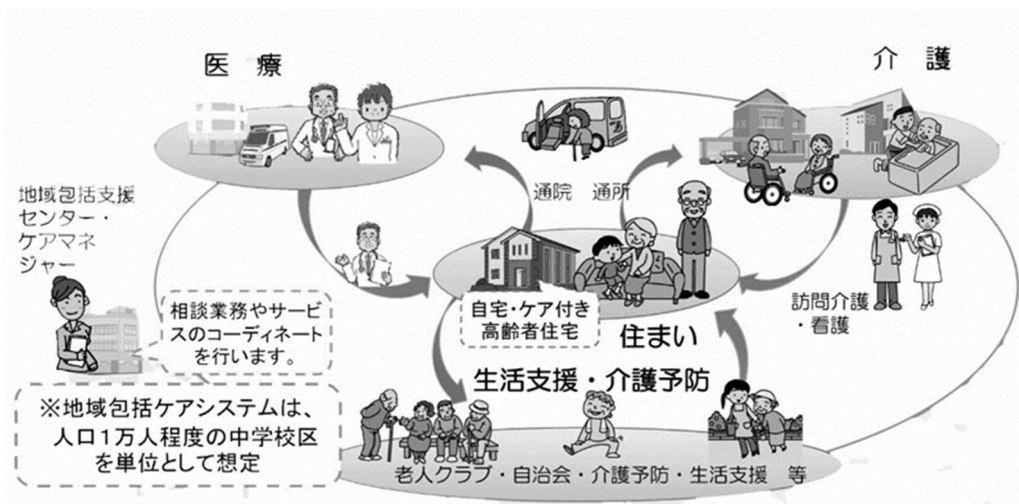 医 療
介 護
地域包括支援
センター・
ケアマネ
ジャー
通院 通所
相談業務やサービ
スのコーディネート
を行います。
自宅・ケア付き
高齢者住宅
住まい
訪問介護
・看護
生活支援・介護予防
※地域包括ケアシステムは、
人口1万人程度の中学校区
を単位として想定
老人クラブ・自治会・介護予防・生活支援 等